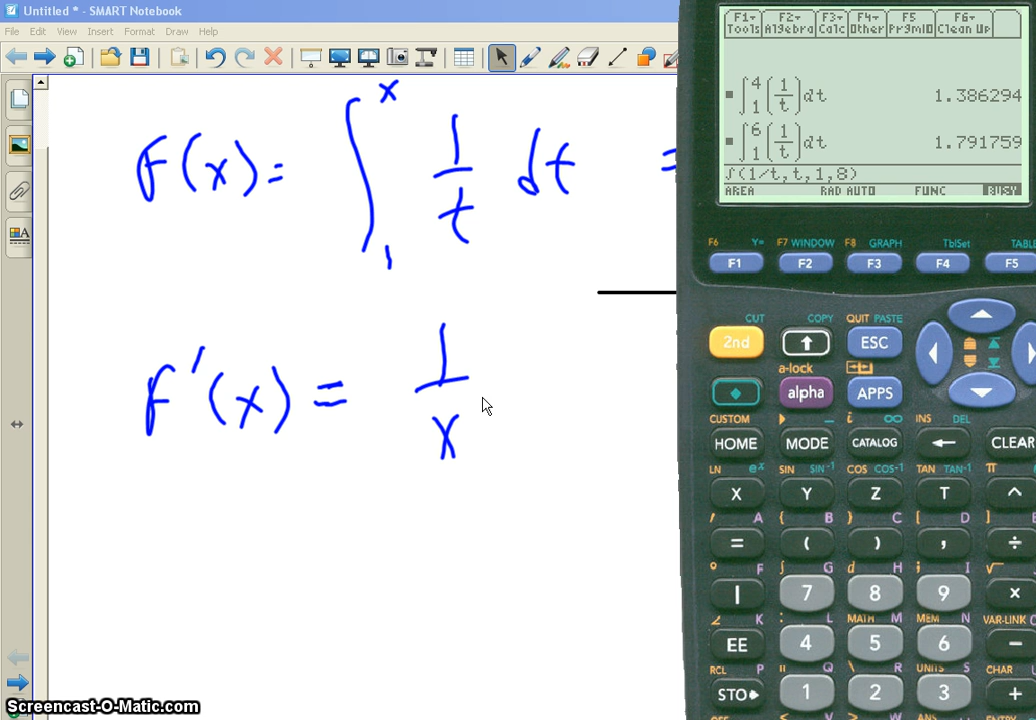 Untitled * - SMART Notebook
File Edit View Insert Format Draw Help
F(x) = ∫₁ˣ 1/t dt =
F'(x) = 1/x
F1 Tools F2 Algebra F3 Calc F4 Other F5 PrgmIO F6 Clean Up
∫₁⁴ (1/t) dt 1.386294
∫₁⁶ (1/t) dt 1.791759
∫(1/t,t,1,8)
AREA RAD AUTO FUNC BUSY
F6 Y= F7 WINDOW F8 GRAPH TblSet TABL
F1 F2 F3 F4 F5
CUT COPY QUIT PASTE
2nd ↑ ESC
a-lock
◆ alpha APPS
CUSTOM ▶ _ i ∞ INS DEL
HOME MODE CATALOG ← CLEAR
LN eˣ SIN SIN⁻¹ COS COS⁻¹ TAN TAN⁻¹ π
X Y Z T ^
' A { B } C [ D ]
= ( ) , ÷
° F ∫ G d H ; I √
| 7 8 9 ×
∠ K : L MATH M MEM N VAR-LINK O
EE 4 5 6 −
RCL P " Q \ R UNITS S CHAR U
STO▶ 1 2 3 +
Screencast-O-Matic.com